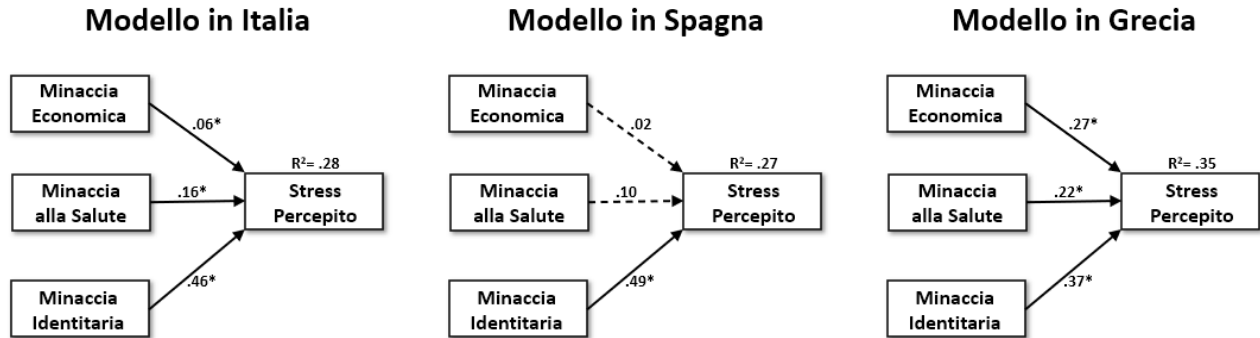 Modello in Italia
Minaccia
Economica
Minaccia
alla Salute
Minaccia
Identitaria
.06*
.16*
.46*
R²= .28
Stress
Percepito
Modello in Spagna
Minaccia
Economica
Minaccia
alla Salute
Minaccia
Identitaria
.02
.10
.49*
R²= .27
Stress
Percepito
Modello in Grecia
Minaccia
Economica
Minaccia
alla Salute
Minaccia
Identitaria
.27*
.22*
.37*
R²= .35
Stress
Percepito